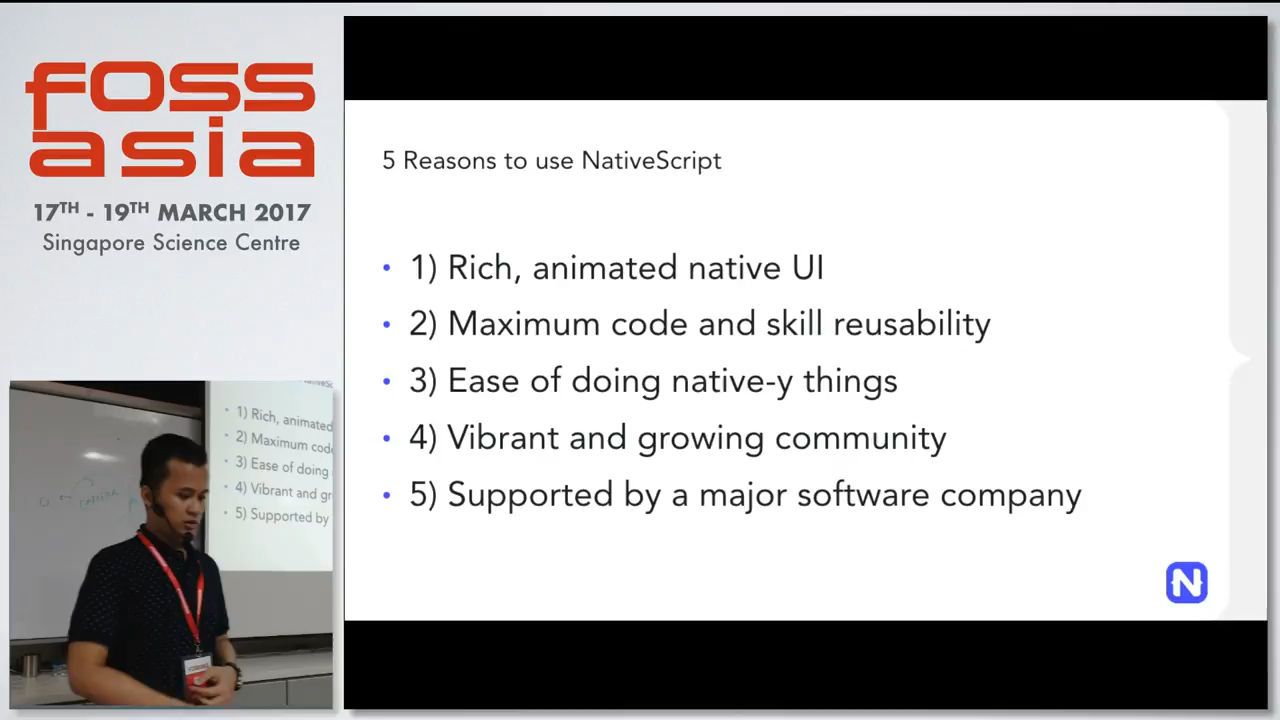 foss
asia
17TH - 19TH MARCH 2017
Singapore Science Centre
5 Reasons to use NativeScript
• 1) Rich, animated native UI
• 2) Maximum code and skill reusability
• 3) Ease of doing native-y things
• 4) Vibrant and growing community
• 5) Supported by a major software company
N
1) Rich, animated
2) Maximum code
3) Ease of doing
4) Vibrant and gr
5) Supported by